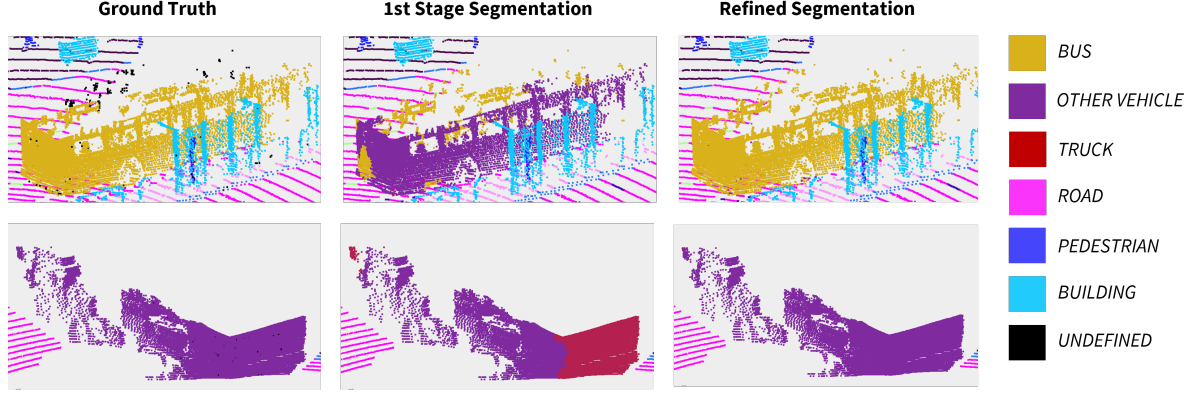 Ground Truth
1st Stage Segmentation
Refined Segmentation
BUS
OTHER VEHICLE
TRUCK
ROAD
PEDESTRIAN
BUILDING
UNDEFINED